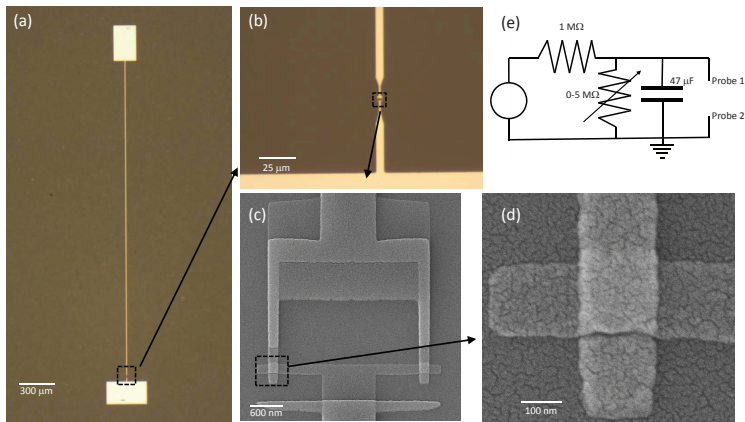 (a)
300 μm
(b)
25 μm
(c)
600 nm
(d)
100 nm
(e)
1 MΩ
0-5 MΩ
47 μF
Probe 1
Probe 2